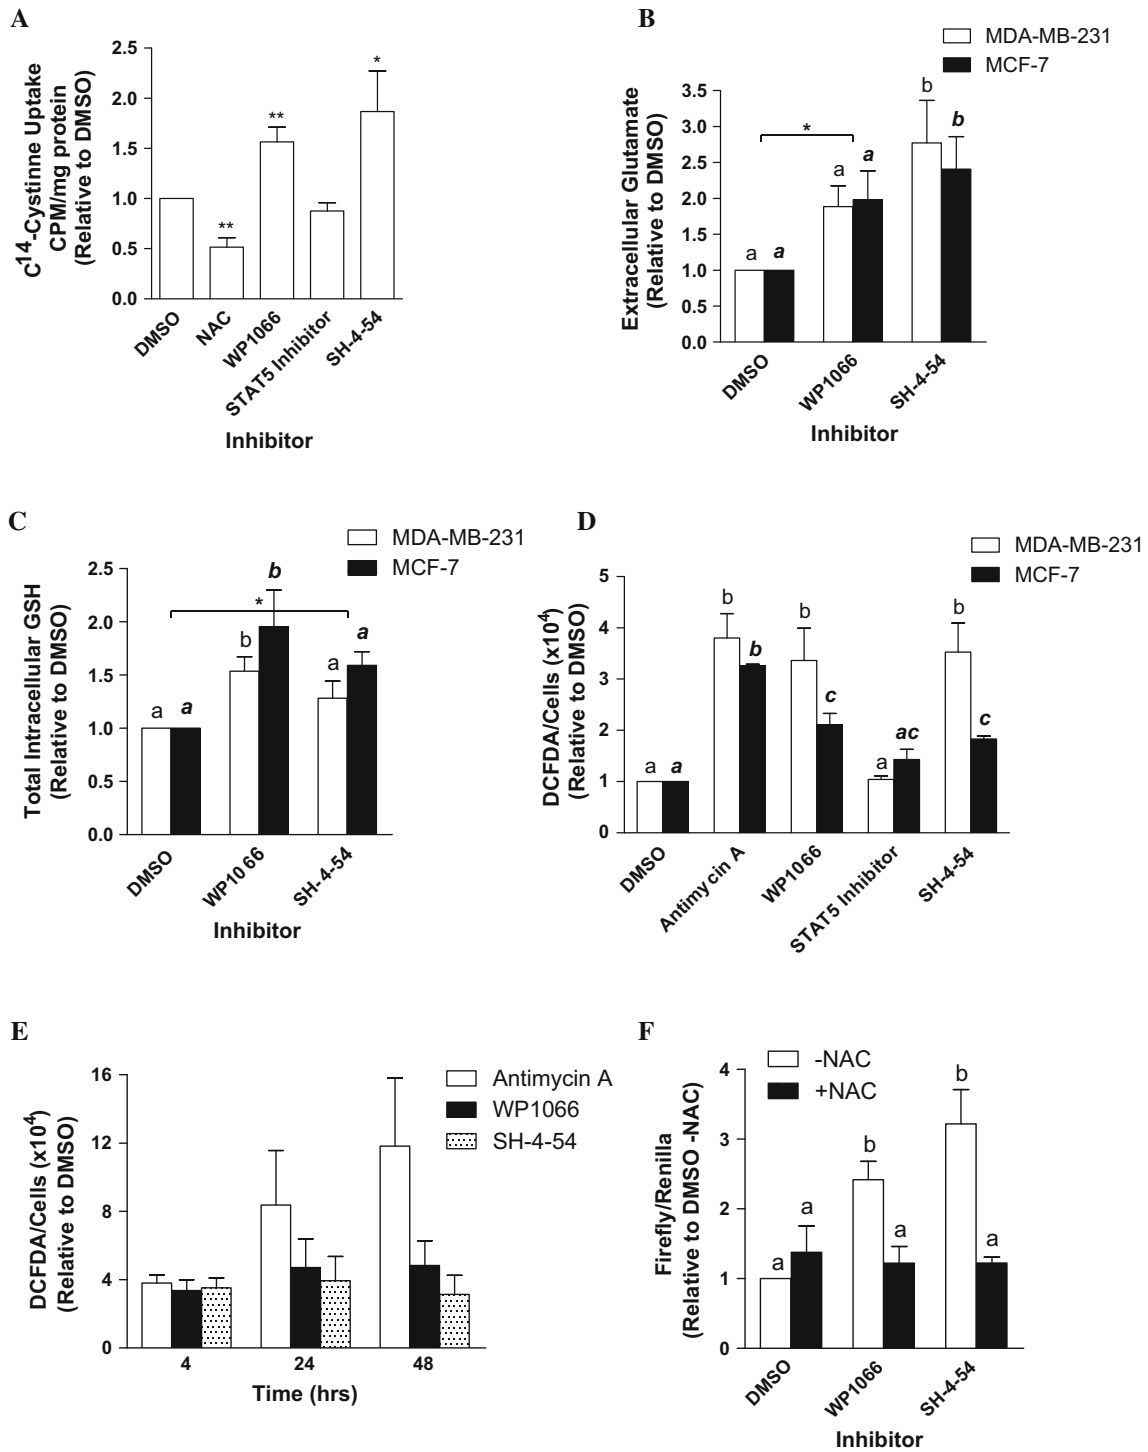 A
C14-Cystinne Uptake
CPM/mg protein
(Relative to DMSO)
2.5
2.0
1.5
1.0
0.5
0.0
**
**
*
DMSO
NAC
WP1066
STAT5 Inhibitor
SH-4-54
Inhibitor
B
MDA-MB-231
MCF-7
Extracellular Glutamate
(Relative to DMSO)
3.5
3.0
2.5
2.0
1.5
1.0
0.5
0.0
*
a
a
a
a
b
b
DMSO
WP1066
SH-4-54
Inhibitor
C
MDA-MB-231
MCF-7
Total Intracellular GSH
(Relative to DMSO)
2.5
2.0
1.5
1.0
0.5
0.0
*
a
a
b
b
a
a
DMSO
WP1066
SH-4-54
Inhibitor
D
MDA-MB-231
MCF-7
DCFDA/Cells (x104)
(Relative to DMSO)
5
4
3
2
1
0
a
a
b
b
b
c
a
ac
b
c
DMSO
Antimycin A
WP1066
STAT5 Inhibitor
SH-4-54
E
Antimycin A
WP1066
SH-4-54
DCFDA/Cells (x104)
(Relative to DMSO)
16
12
8
4
0
4
24
48
Time (hrs)
F
-NAC
+NAC
Firefly/Renilla
(Relative to DMSO -NAC)
4
3
2
1
0
a
a
b
a
b
a
DMSO
WP1066
SH-4-54
Inhibitor